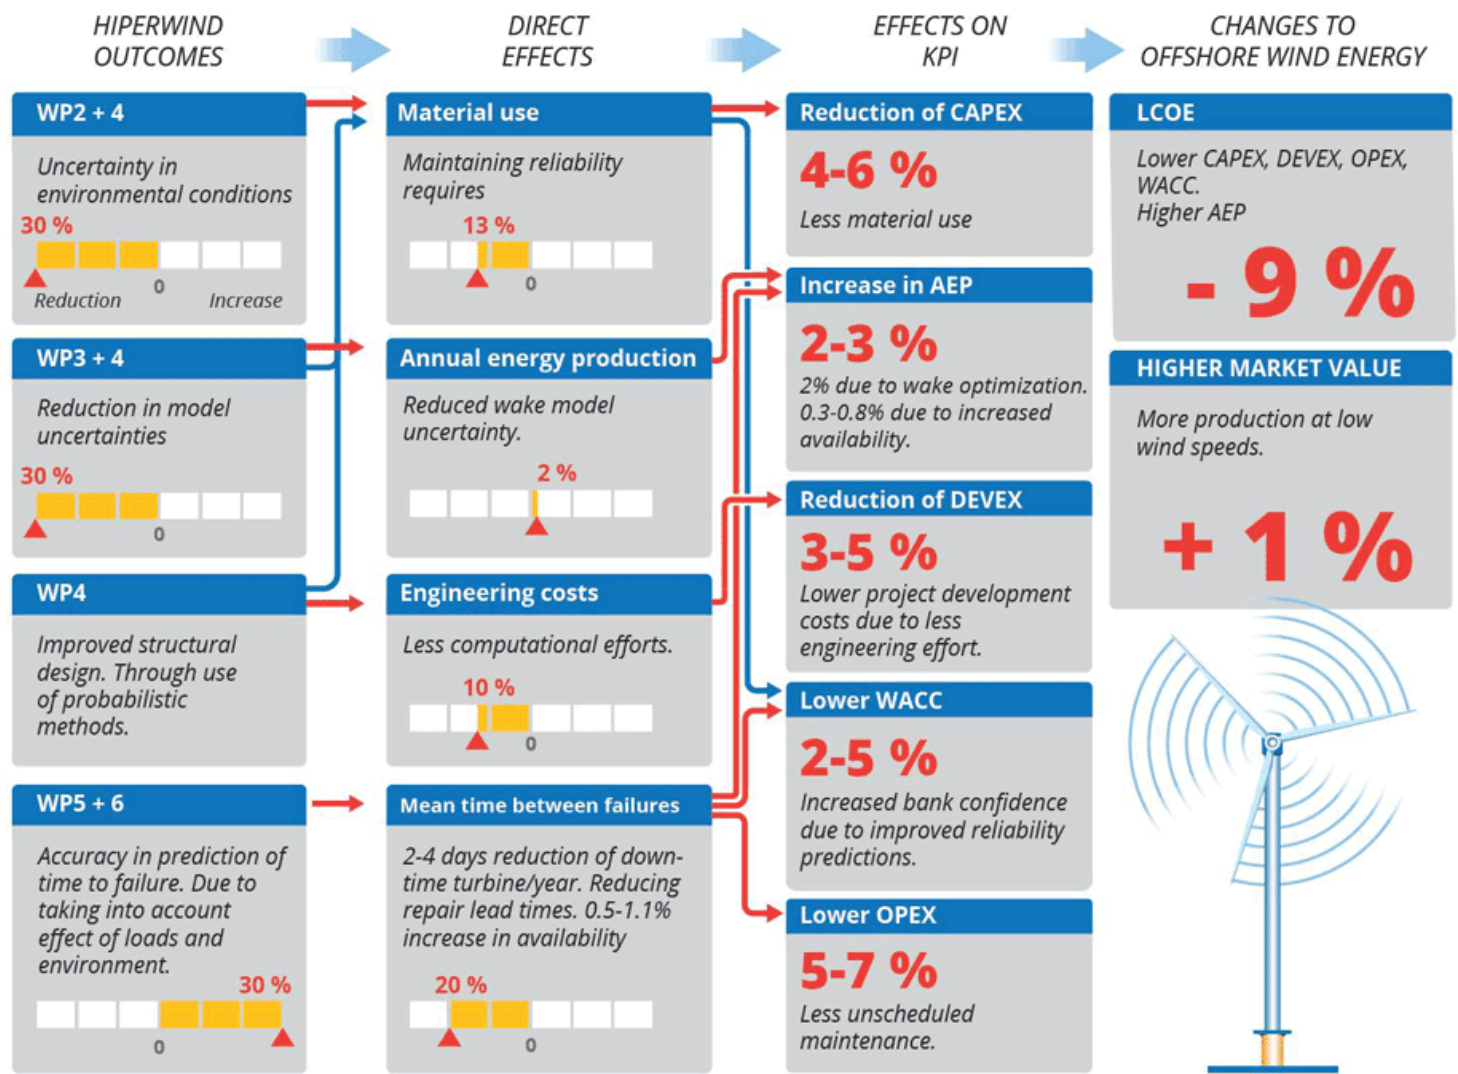 HIPERWIND
OUTCOMES
DIRECT
EFFECTS
EFFECTS ON
KPI
CHANGES TO
OFFSHORE WIND ENERGY
WP2 + 4
Uncertainty in
environmental conditions
30 %
0
Reduction
Increase
WP3 + 4
Reduction in model
uncertainties
30 %
0
WP4
Improved structural
design. Through use
of probabilistic
methods.
WP5 + 6
Accuracy in prediction of
time to failure. Due to
taking into account
effect of loads and
environment.
30 %
0
Material use
Maintaining reliability
requires
13 %
0
Annual energy production
Reduced wake model
uncertainty.
2 %
Engineering costs
Less computational efforts.
10 %
0
Mean time between failures
2-4 days reduction of down-
time turbine/year. Reducing
repair lead times. 0.5-1.1%
increase in availability
20 %
0
Reduction of CAPEX
4-6 %
Less material use
Increase in AEP
2-3 %
2% due to wake optimization.
0.3-0.8% due to increased
availability.
Reduction of DEVEX
3-5 %
Lower project development
costs due to less
engineering effort.
Lower WACC
2-5 %
Increased bank confidence
due to improved reliability
predictions.
Lower OPEX
5-7 %
Less unscheduled
maintenance.
LCOE
Lower CAPEX, DEVEX, OPEX,
WACC.
Higher AEP
- 9 %
HIGHER MARKET VALUE
More production at low
wind speeds.
+ 1 %